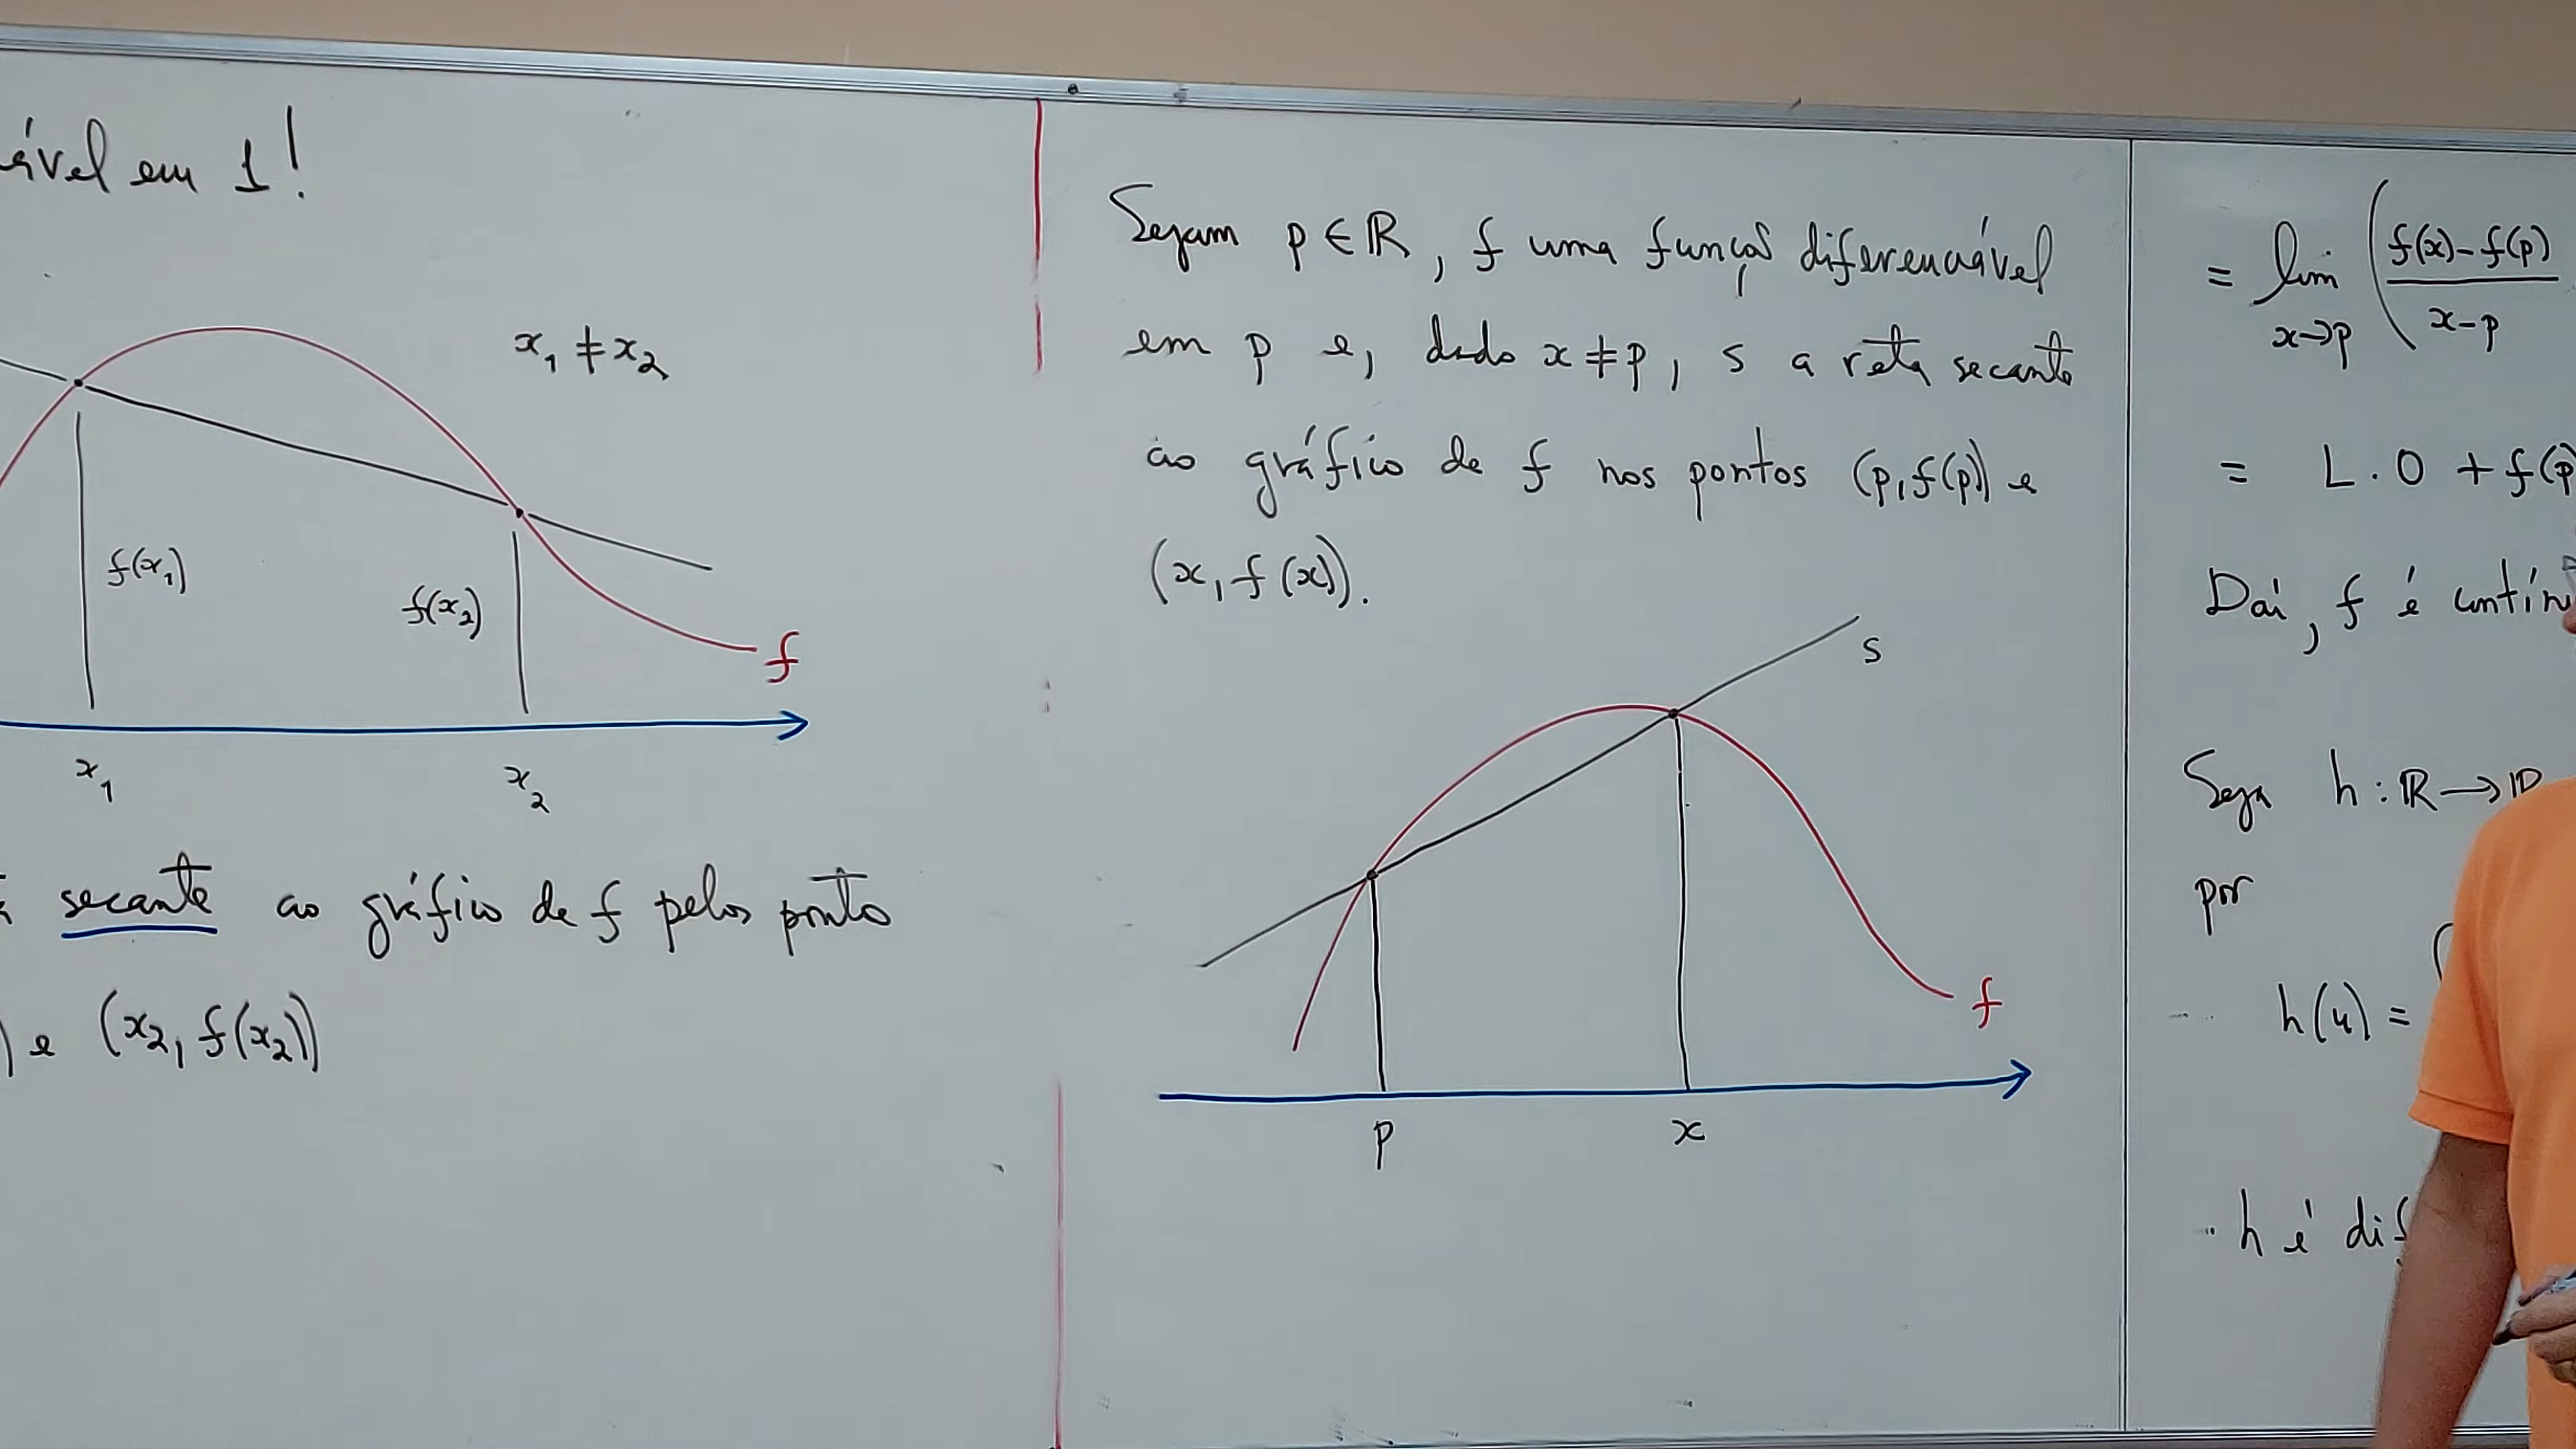 ável em 1!
x₁ ≠ x₂
f(x₁)
f(x₂)
f
x₁
x₂
secante ao gráfico de f pelos ponto
) e (x₂, f(x₂))
Sejam p ∈ ℝ, f uma função diferenciável
em p e, dado x ≠ p, s a reta secante
ao gráfico de f nos pontos (p, f(p)) e
(x, f(x)).
s
f
p
x
= lim x→p ( f(x) - f(p) / x - p
= L . 0 + f(p
Daí, f é contín
Seja h : ℝ → ℝ
por
h(u) =
h é dif